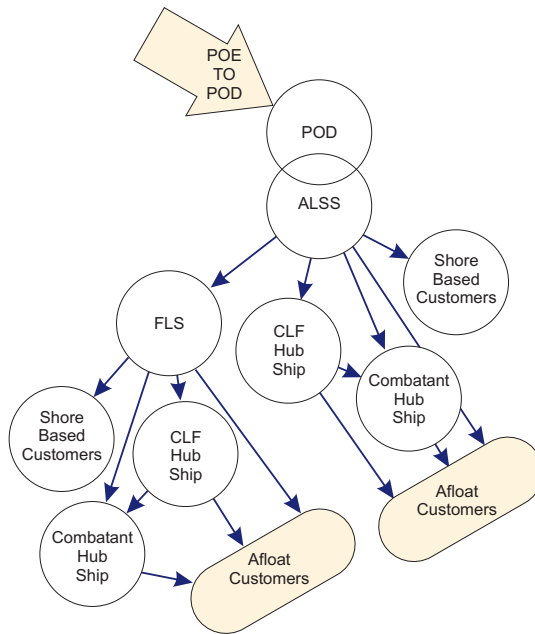 POE
TO
POD
POD
ALSS
Shore
Based
Customers
FLS
CLF
Hub
Ship
Combatant
Hub
Ship
Shore
Based
Customers
CLF
Hub
Ship
Afloat
Customers
Combatant
Hub
Ship
Afloat
Customers